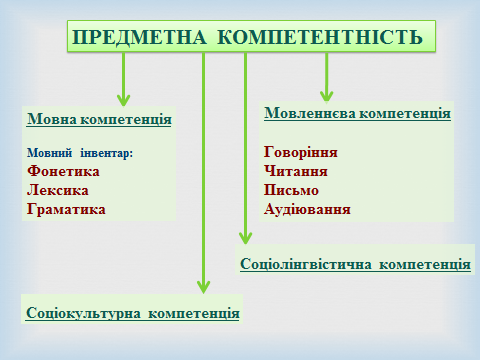 ПРЕДМЕТНА КОМПЕТЕНТНІСТЬ
Мовна компетенція
Мовний інвентар:
Фонетика
Лексика
Граматика
Мовленнєва компетенція
Говоріння
Читання
Письмо
Аудіювання
Соціолінгвістична компетенція
Соціокультурна компетенція